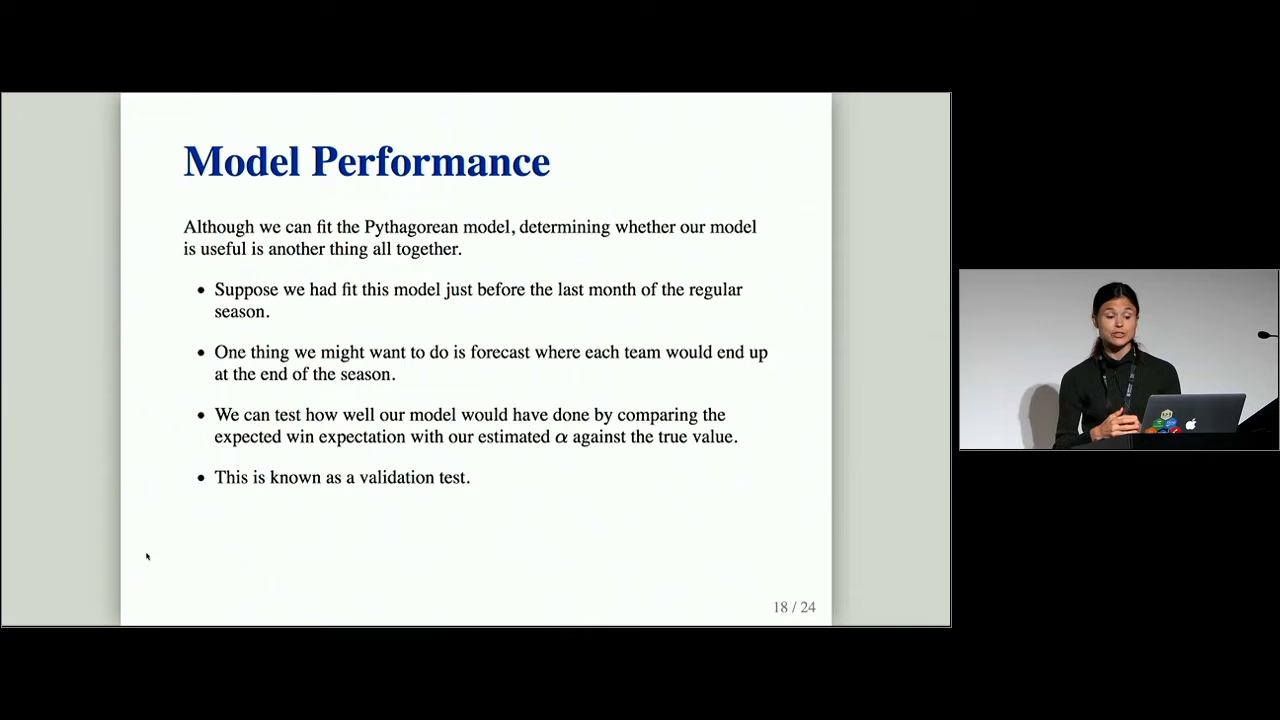 Model Performance
Although we can fit the Pythagorean model, determining whether our model
is useful is another thing all together.
• Suppose we had fit this model just before the last month of the regular
season.
• One thing we might want to do is forecast where each team would end up
at the end of the season.
• We can test how well our model would have done by comparing the
expected win expectation with our estimated α against the true value.
• This is known as a validation test.
18 / 24